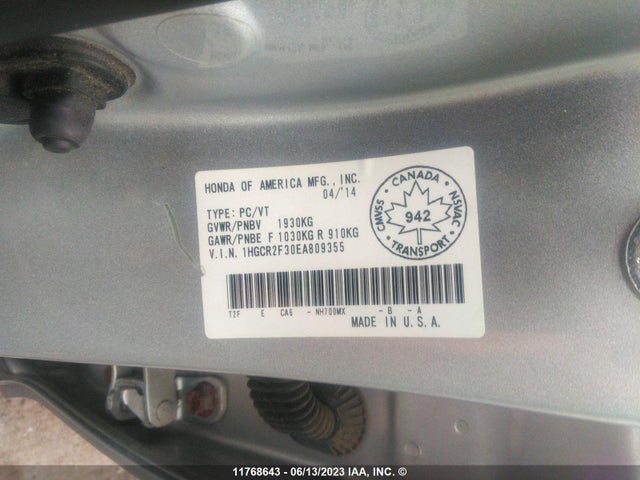 HONDA OF AMERICA MFG., INC.
04/'14
TYPE: PC/VT
GVWR/PNBV 1930KG
GAWR/PNBE F 1030KG R 910KG
V.I.N. 1HGCR2F30EA809355
CANADA
CMVSS 942 NSVAC
TRANSPORT
T2F E CA6 - NH700MX - B - A
MADE IN U.S.A.
11768643 - 06/13/2023 IAA, INC. ©